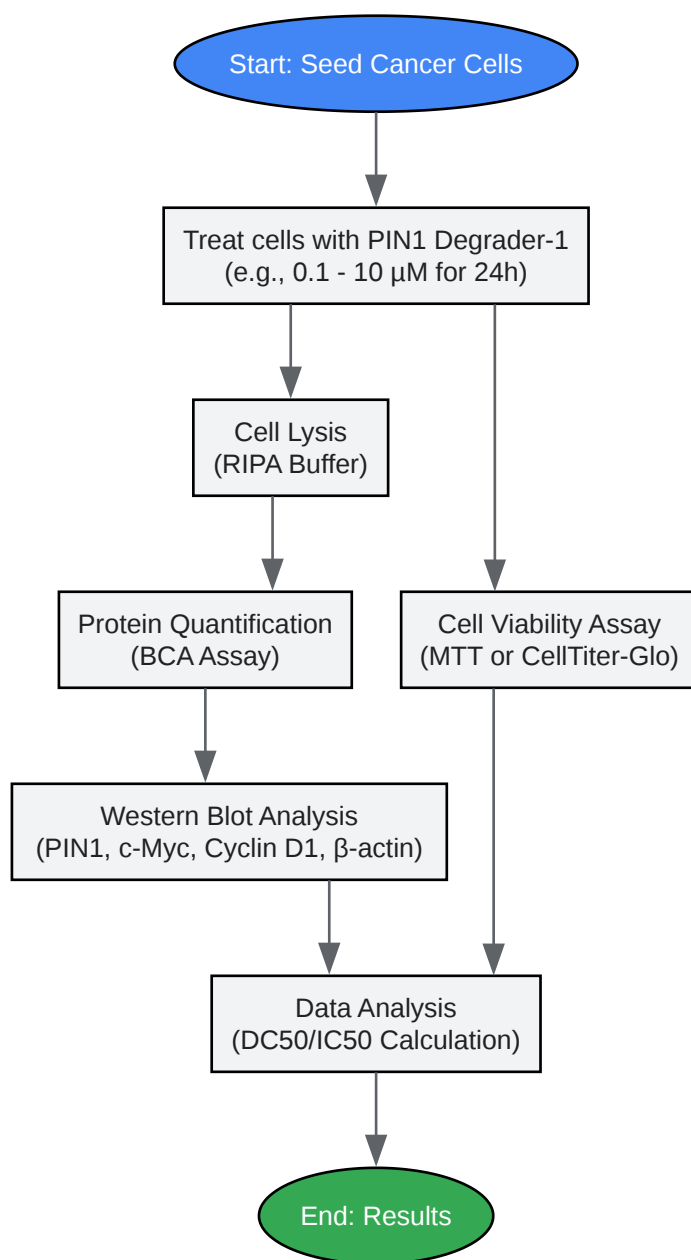 Start: Seed Cancer Cells
Treat cells with PIN1 Degrader-1
(e.g., 0.1 - 10 µM for 24h)
Cell Lysis
(RIPA Buffer)
Protein Quantification
(BCA Assay)
Cell Viability Assay
(MTT or CellTiter-Glo)
Western Blot Analysis
(PIN1, c-Myc, Cyclin D1, β-actin)
Data Analysis
(DC50/IC50 Calculation)
End: Results